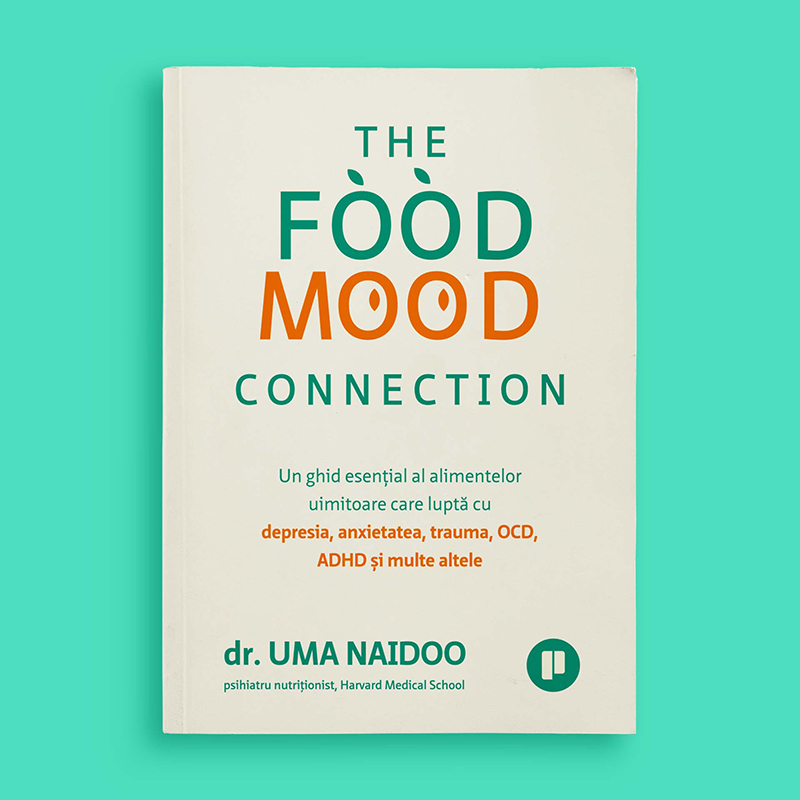 THE
FOOD
MOOD
CONNECTION
Un ghid esențial al alimentelor
uimitoare care luptă cu
depresia, anxietatea, trauma, OCD,
ADHD și multe altele
dr. UMA NAIDOO
psihiatru nutriționist, Harvard Medical School